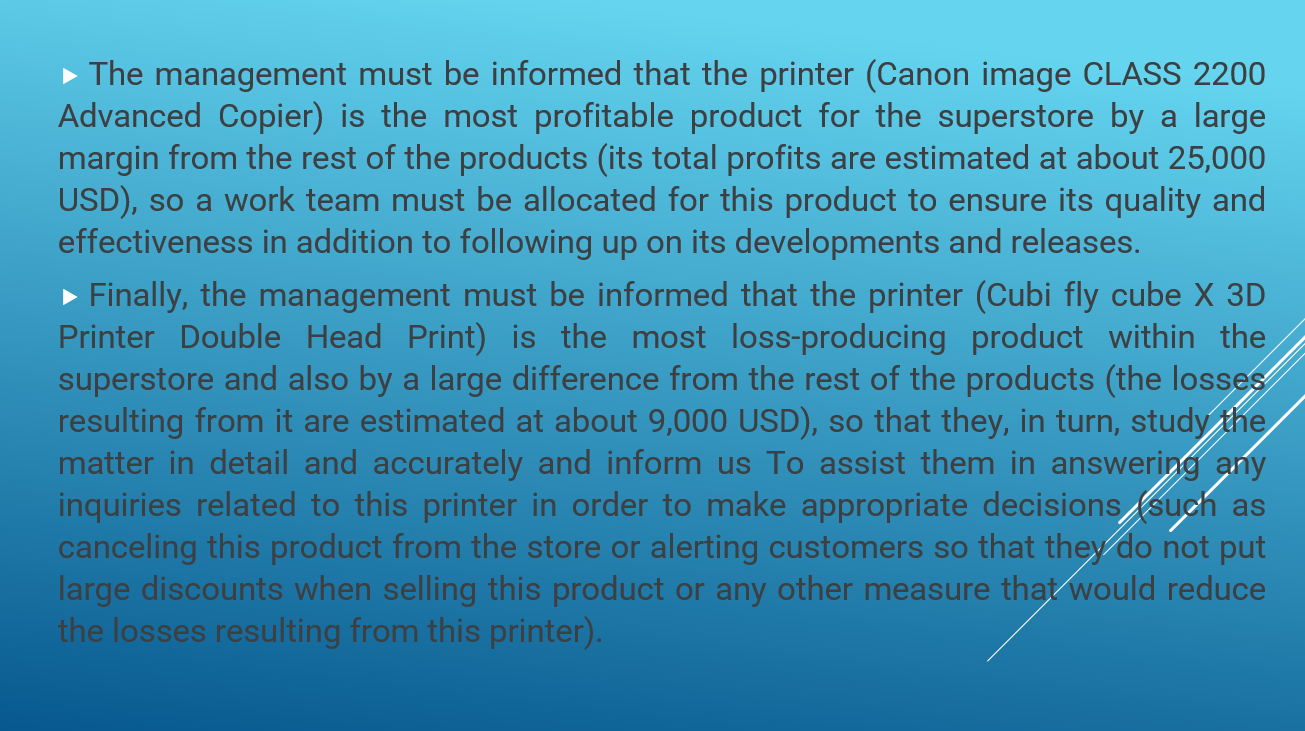 The management must be informed that the printer (Canon image CLASS 2200
Advanced Copier) is the most profitable product for the superstore by a large
margin from the rest of the products (its total profits are estimated at about 25,000
USD), so a work team must be allocated for this product to ensure its quality and
effectiveness in addition to following up on its developments and releases.
Finally, the management must be informed that the printer (Cubi fly cube X 3D
Printer Double Head Print) is the most loss-producing product within the
superstore and also by a large difference from the rest of the products (the losses
resulting from it are estimated at about 9,000 USD), so that they, in turn, study the
matter in detail and accurately and inform us To assist them in answering any
inquiries related to this printer in order to make appropriate decisions (such as
canceling this product from the store or alerting customers so that they do not put
large discounts when selling this product or any other measure that would reduce
the losses resulting from this printer).